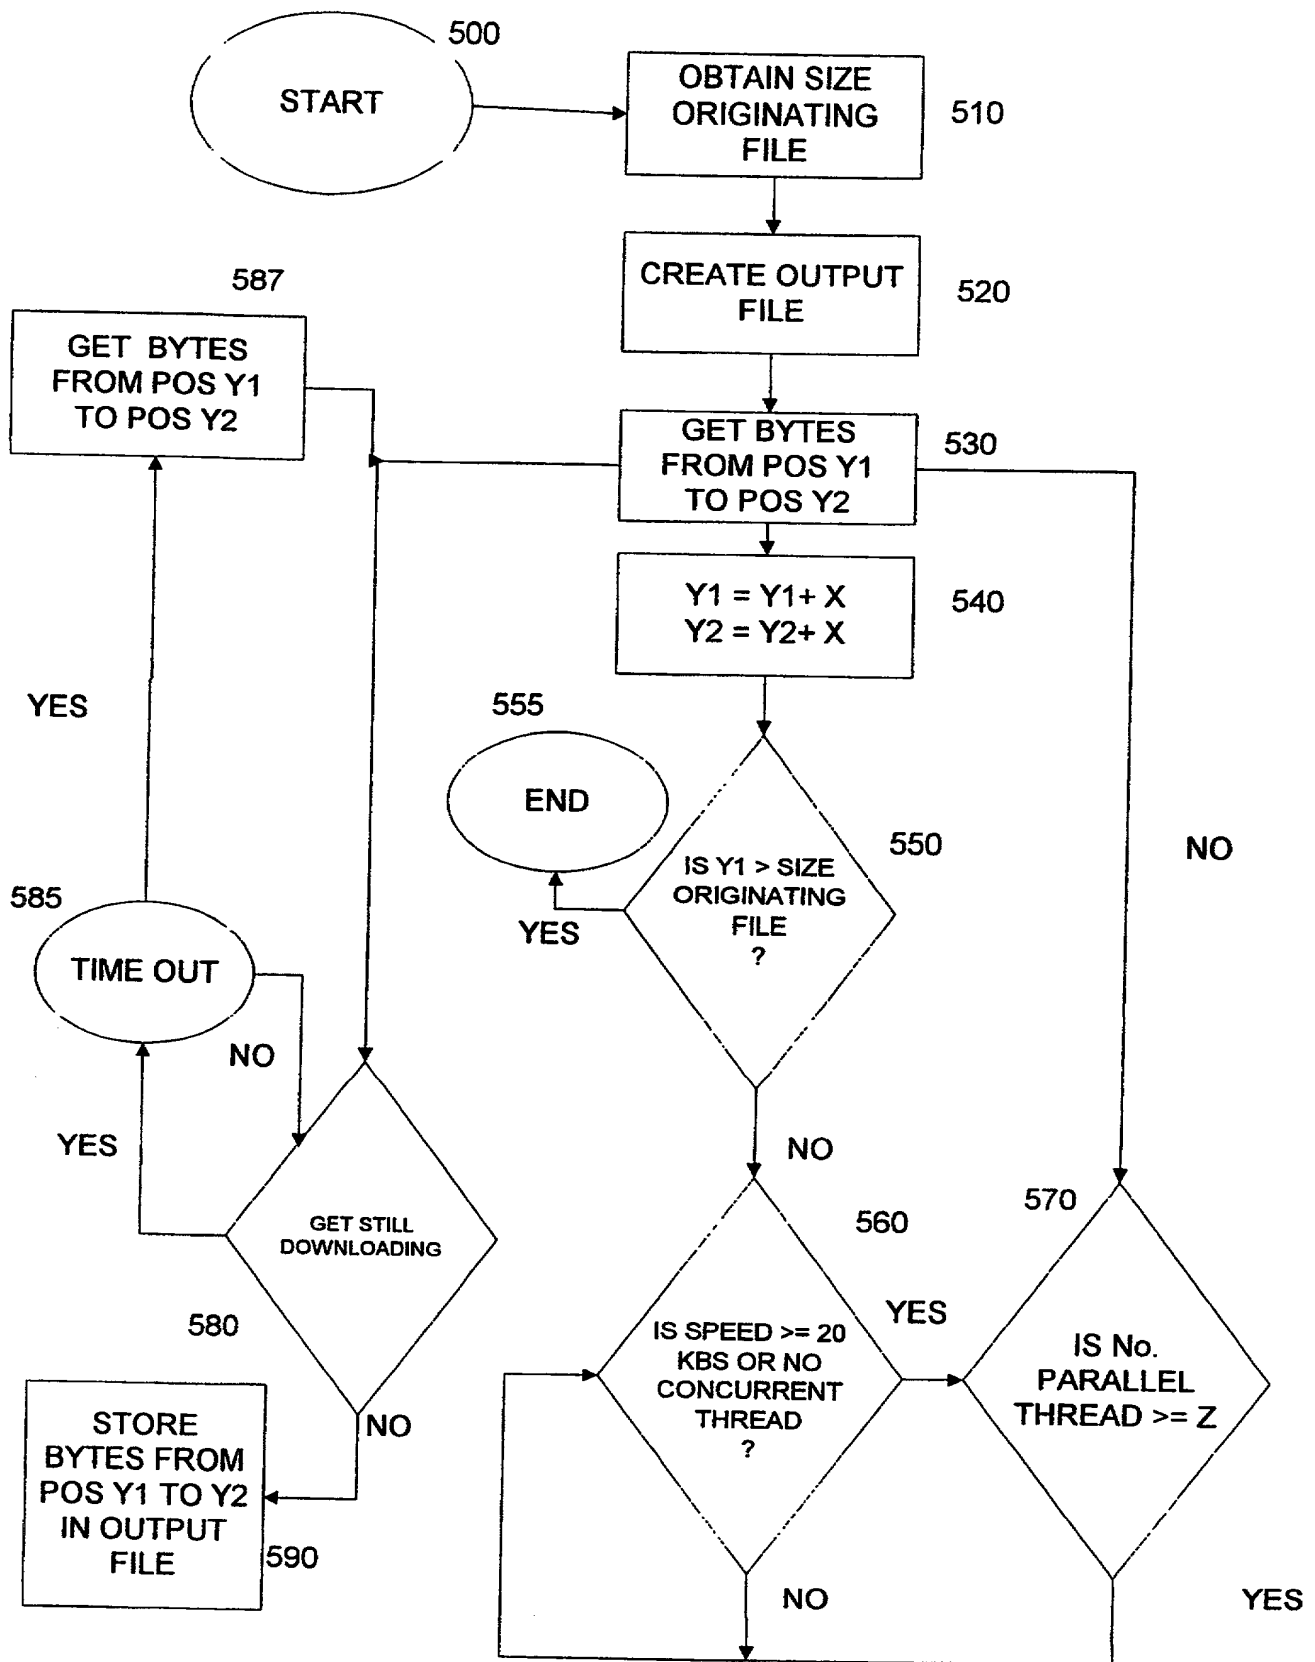 500
START
OBTAIN SIZE
ORIGINATING
FILE
510
CREATE OUTPUT
FILE
520
587
GET BYTES
FROM POS Y1
TO POS Y2
GET BYTES
FROM POS Y1
TO POS Y2
530
Y1 = Y1+ X
Y2 = Y2+ X
540
YES
555
END
550
IS Y1 > SIZE
ORIGINATING
FILE
?
NO
YES
585
TIME OUT
NO
YES
NO
570
560
GET STILL
DOWNLOADING
580
YES
IS SPEED >= 20
KBS OR NO
CONCURRENT
THREAD
?
IS No.
PARALLEL
THREAD >= Z
NO
STORE
BYTES FROM
POS Y1 TO Y2
IN OUTPUT
FILE
590
NO
YES